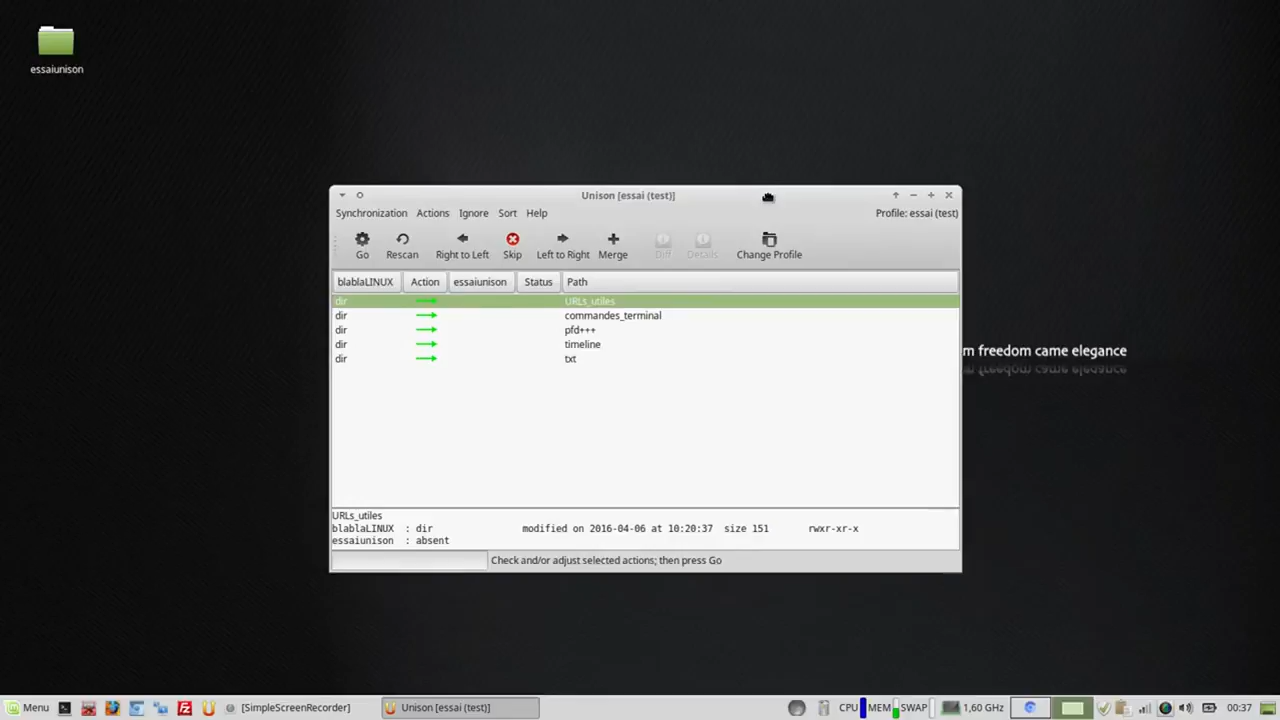 essaiunison
Unison [essai (test)]
Synchronization Actions Ignore Sort Help Profile: essai (test)
Go Rescan Right to Left Skip Left to Right Merge Diff Details Change Profile
blablaLINUX Action essaiunison Status Path
dir URLs_utiles
dir commandes_terminal
dir pfd+++
dir timeline
dir txt
m freedom came elegance
URLs_utiles
blablaLINUX : dir modified on 2016-04-06 at 10:20:37 size 151 rwxr-xr-x
essaiunison : absent
Check and/or adjust selected actions; then press Go
Menu [SimpleScreenRecorder] Unison [essai (test)] CPU MEM SWAP 1,60 GHz 00:37